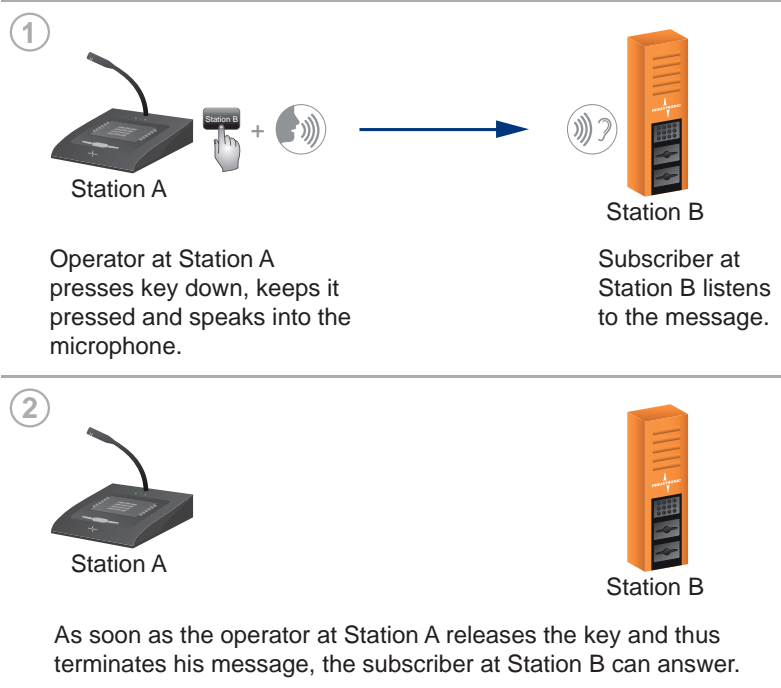 1
Station B
+
INDUSTRONIC
Station A
Station B
Operator at Station A
presses key down, keeps it
pressed and speaks into the
microphone.
Subscriber at
Station B listens
to the message.
2
INDUSTRONIC
Station A
Station B
As soon as the operator at Station A releases the key and thus
terminates his message, the subscriber at Station B can answer.